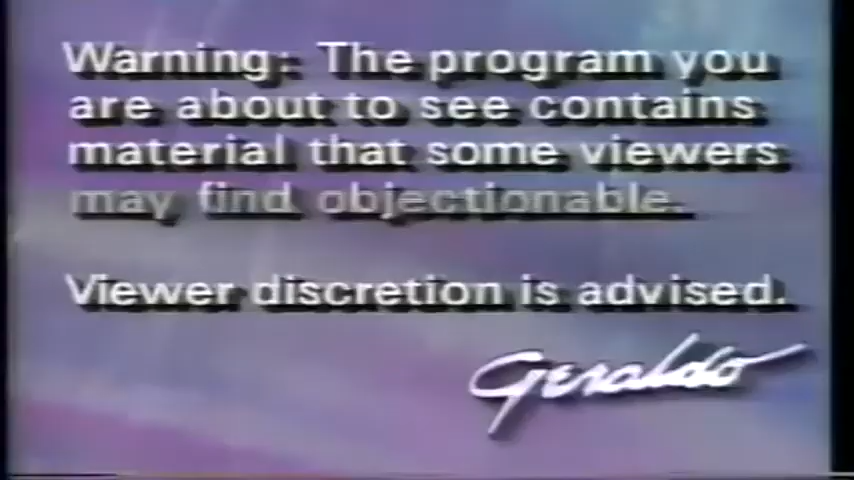 Warning: The program you
are about to see contains
material that some viewers
may find objectionable.
Viewer discretion is advised.
Geraldo